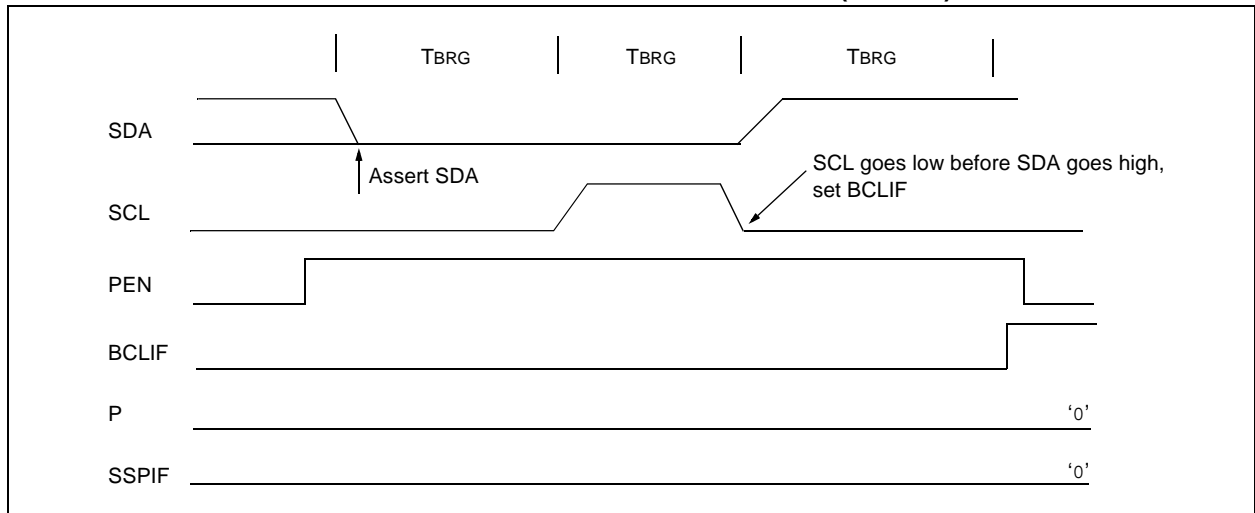 TBRG TBRG TBRG
SDA
Assert SDA
SCL goes low before SDA goes high,
set BCLIF
SCL
PEN
BCLIF
P '0'
SSPIF '0'